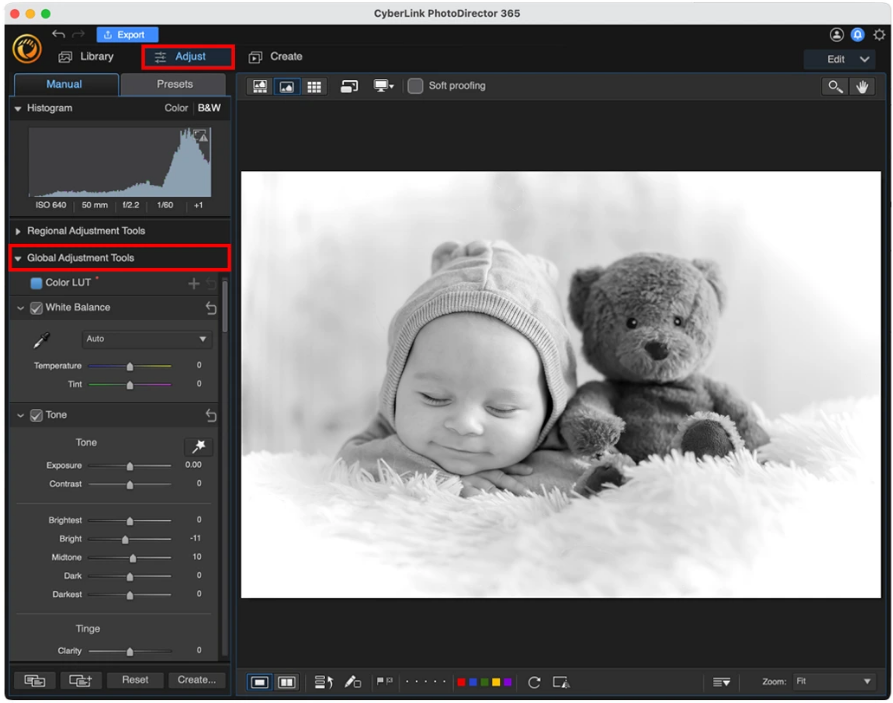 CyberLink PhotoDirector 365
Export
Library
Adjust
Create
Edit
Manual
Presets
Soft proofing
Histogram
Color
B&W
ISO 640
50 mm
f/2.2
1/60
+1
Regional Adjustment Tools
Global Adjustment Tools
Color LUT *
White Balance
Auto
Temperature 0
Tint 0
Tone
Tone
Exposure 0.00
Contrast 0
Brightest 0
Bright -11
Midtone 10
Dark 0
Darkest 0
Tinge
Clarity 0
Reset
Create...
Zoom: Fit